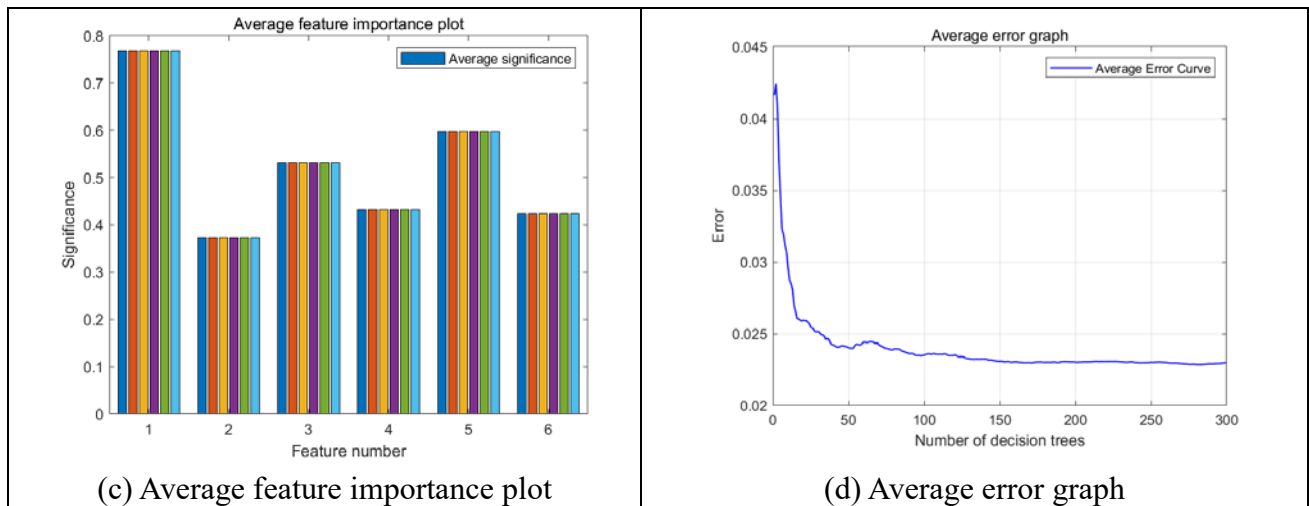 Average feature importance plot
Average significance
0.8
0.7
0.6
0.5
0.4
0.3
0.2
0.1
0
Significance
1 2 3 4 5 6
Feature number
(c) Average feature importance plot
Average error graph
Average Error Curve
0.045
0.04
0.035
0.03
0.025
0.02
Error
0 50 100 150 200 250 300
Number of decision trees
(d) Average error graph